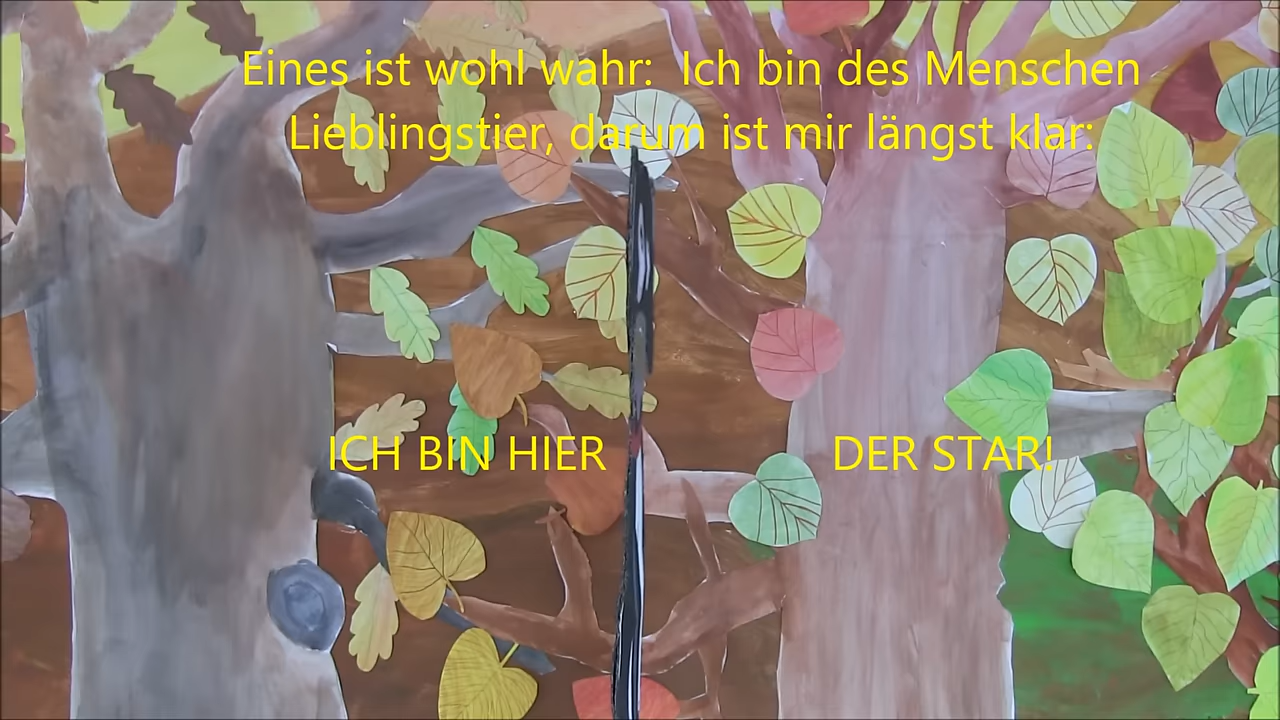 Eines ist wohl wahr: Ich bin des Menschen
Lieblingstier, darum ist mir längst klar:
ICH BIN HIER DER STAR!